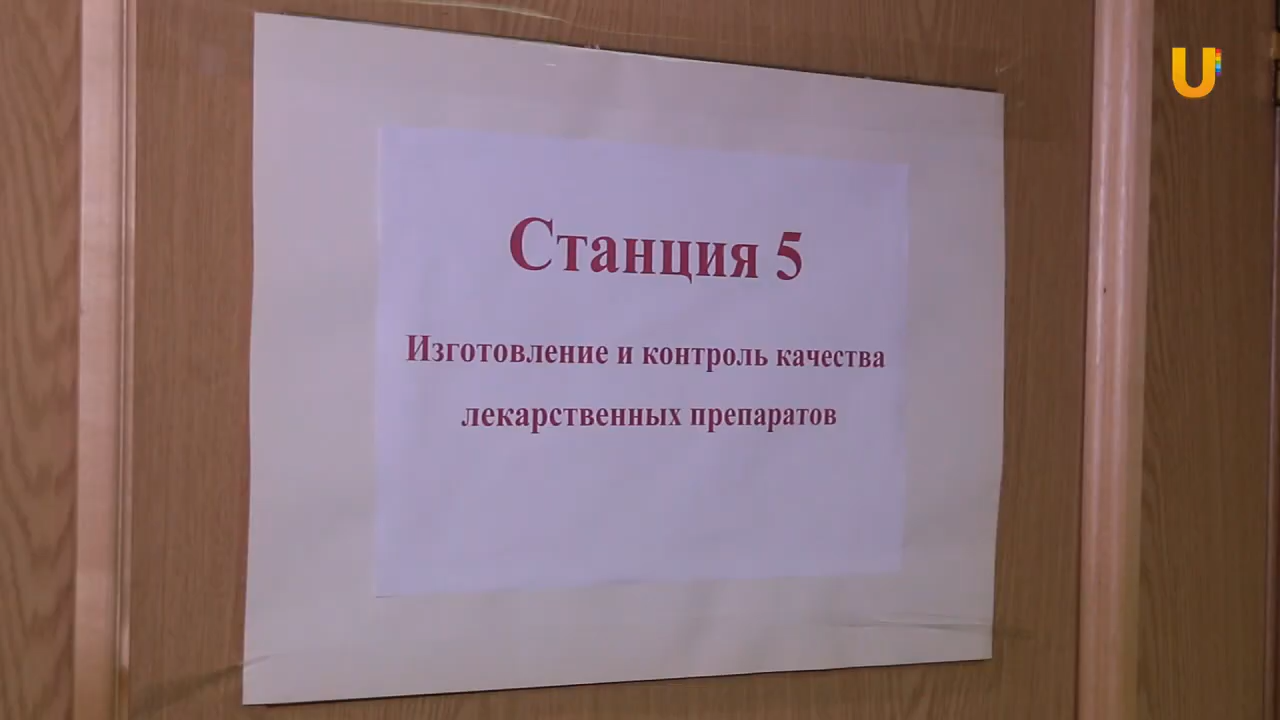 U
Станция 5
Изготовление и контроль качества
лекарственных препаратов